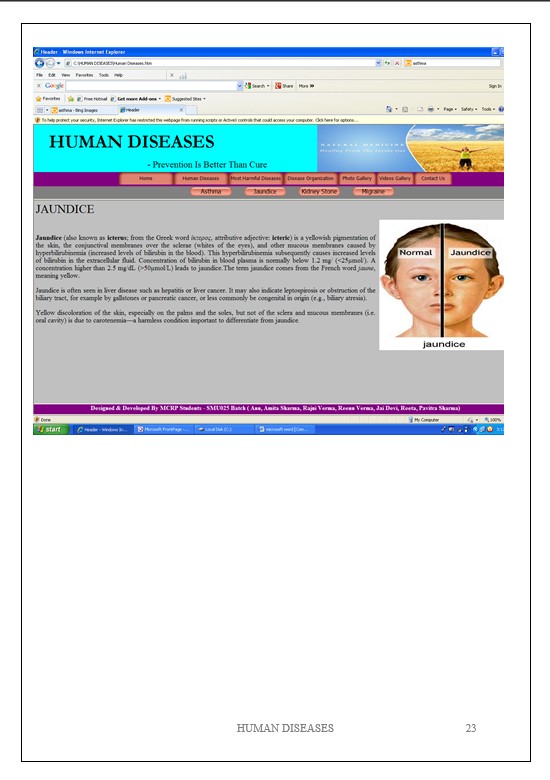 Header - Windows Internet Explorer
C:\HUMAN DISEASES\Human Diseases.htm
asthma
File Edit View Favorites Tools Help
Google Search Share More »
Sign In
Favorites Free Hotmail Get more Add-ons Suggested Sites
asthma - Bing Images Header
Page Safety Tools
To help protect your security, Internet Explorer has restricted this webpage from running scripts or ActiveX controls that could access your computer. Click here for options...
HUMAN DISEASES
- Prevention Is Better Than Cure
NATURAL MEDICINE
Healing From The Inside Out
Home Human Diseases Most Harmful Diseases Disease Organization Photo Gallery Videos Gallery Contact Us
Asthma Jaundice Kidney Stone Migraine
JAUNDICE
Jaundice (also known as icterus; from the Greek word ίκτερος, attributive adjective: icteric) is a yellowish pigmentation of
the skin, the conjunctival membranes over the sclerae (whites of the eyes), and other mucous membranes caused by
hyperbilirubinemia (increased levels of bilirubin in the blood). This hyperbilirubinemia subsequently causes increased levels
of bilirubin in the extracellular fluid. Concentration of bilirubin in blood plasma is normally below 1.2 mg/ (<25µmol/). A
concentration higher than 2.5 mg/dL (>50µmol/L) leads to jaundice.The term jaundice comes from the French word jaune,
meaning yellow.
Jaundice is often seen in liver disease such as hepatitis or liver cancer. It may also indicate leptospirosis or obstruction of the
biliary tract, for example by gallstones or pancreatic cancer, or less commonly be congenital in origin (e.g., biliary atresia).
Yellow discoloration of the skin, especially on the palms and the soles, but not of the sclera and mucous membranes (i.e.
oral cavity) is due to carotenemia—a harmless condition important to differentiate from jaundice.
Normal Jaundice
jaundice
Designed & Developed By MCRP Students - SMU025 Batch ( Anu, Amita Sharma, Rajni Verma, Reenu Verma, Jai Devi, Reeta, Pavitra Sharma)
Done My Computer 100%
start Header - Windows In... Microsoft FrontPage -... Local Disk (C:) microsoft word [Com...
HUMAN DISEASES 23